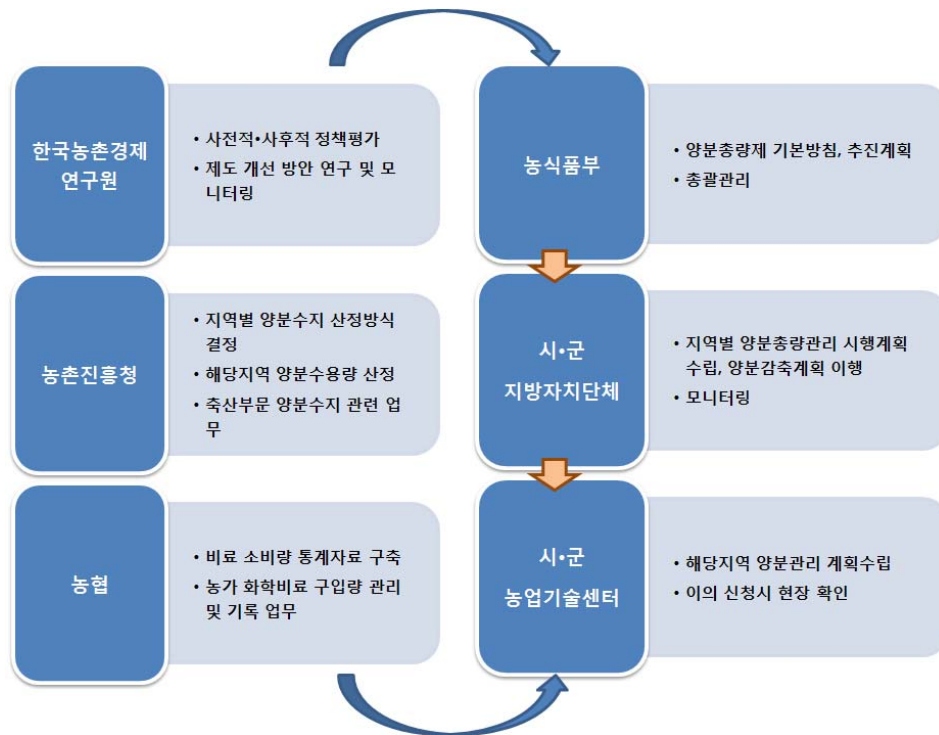 한국농촌경제
연구원
• 사전적•사후적 정책평가
• 제도 개선 방안 연구 및 모
니터링
농식품부
• 양분총량제 기본방침, 추진계획
• 총괄관리
농촌진흥청
• 지역별 양분수지 산정방식
결정
• 해당지역 양분수용량 산정
• 축산부문 양분수지 관련 업
무
시•군
지방자치단체
• 지역별 양분총량관리 시행계획
수립, 양분감축계획 이행
• 모니터링
농협
• 비료 소비량 통계자료 구축
• 농가 화학비료 구입량 관리
및 기록 업무
시•군
농업기술센터
• 해당지역 양분관리 계획수립
• 이의 신청시 현장 확인